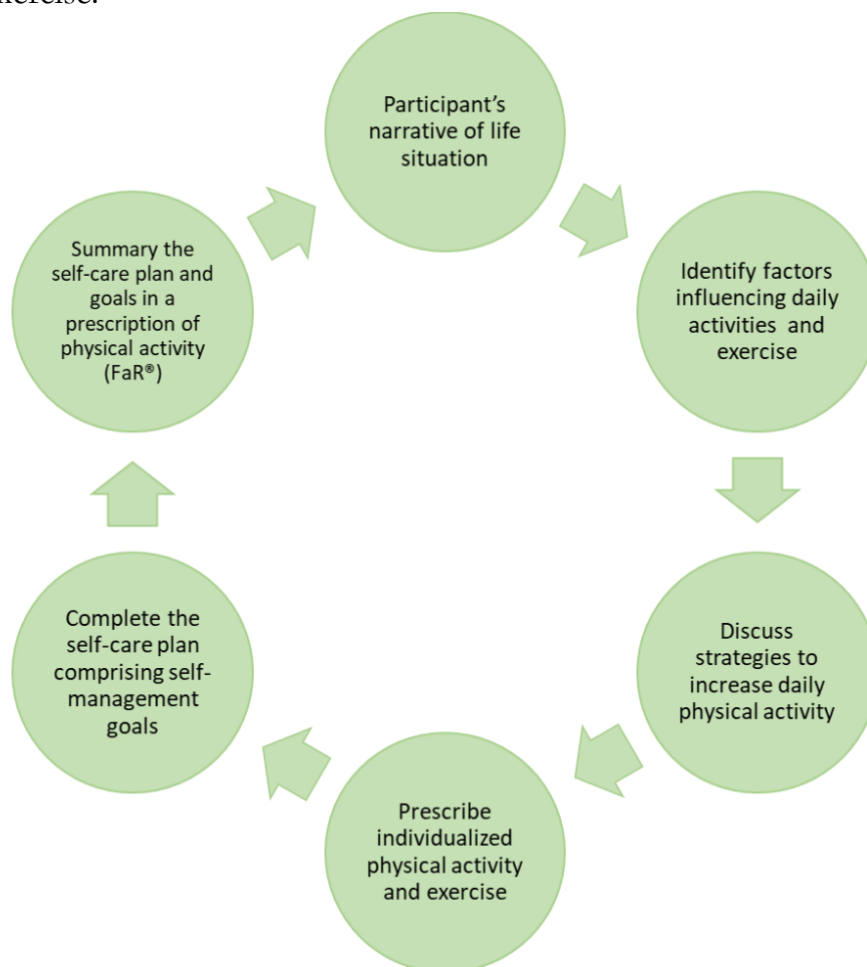 Participant's
narrative of life
situation
Identify factors
influencing daily
activities and
exercise
Discuss
strategies to
increase daily
physical activity
Prescribe
individualized
physical activity
and exercise
Complete the
self-care plan
comprising self-
management
goals
Summary the
self-care plan and
goals in a
prescription of
physical activity
(FaR®)